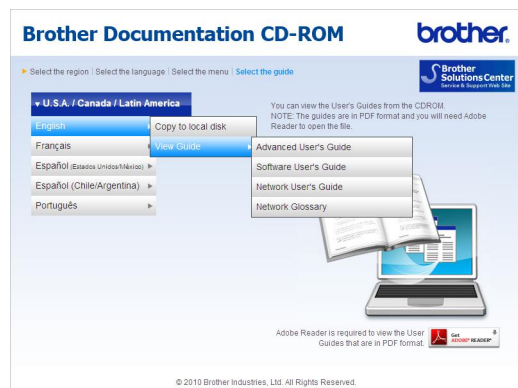 Brother Documentation CD-ROM
brother
Select the region | Select the language | Select the menu | Select the guide
Brother
Solutions Center
Service & Support Web Site
U.S.A. / Canada / Latin America
You can view the User's Guides from the CDROM.
NOTE: The guides are in PDF format and you will need Adobe
Reader to open the file.
English
Copy to local disk
Français
View Guide
Advanced User's Guide
Español (Estados Unidos/México)
Software User's Guide
Español (Chile/Argentina)
Network User's Guide
Português
Network Glossary
Adobe Reader is required to view the User
Guides that are in PDF format.
Get
ADOBE® READER®
© 2010 Brother Industries, Ltd. All Rights Reserved.